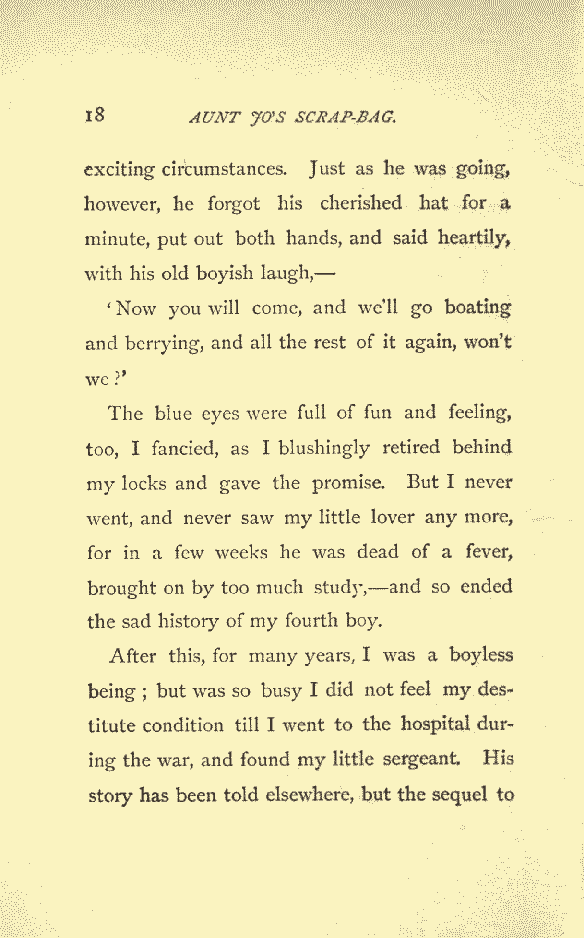 18 AUNT JO'S SCRAP-BAG.
exciting circumstances. Just as he was going,
however, he forgot his cherished hat for a
minute, put out both hands, and said heartily,
with his old boyish laugh,—
'Now you will come, and we'll go boating
and berrying, and all the rest of it again, won't
we?'
The blue eyes were full of fun and feeling,
too, I fancied, as I blushingly retired behind
my locks and gave the promise. But I never
went, and never saw my little lover any more,
for in a few weeks he was dead of a fever,
brought on by too much study,—and so ended
the sad history of my fourth boy.
After this, for many years, I was a boyless
being ; but was so busy I did not feel my des-
titute condition till I went to the hospital dur-
ing the war, and found my little sergeant. His
story has been told elsewhere, but the sequel to